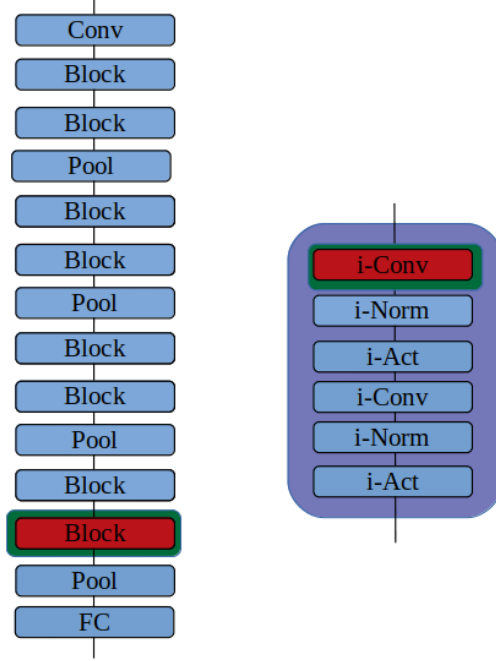 Conv
Block
Block
Pool
Block
Block
Pool
Block
Block
Pool
Block
Block
Pool
FC
i-Conv
i-Norm
i-Act
i-Conv
i-Norm
i-Act